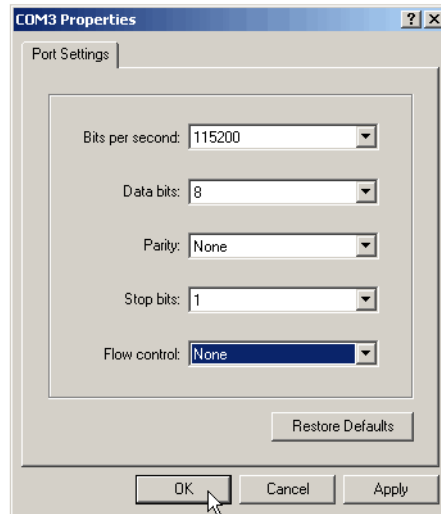 COM3 Properties
Port Settings
Bits per second: 115200
Data bits: 8
Parity: None
Stop bits: 1
Flow control: None
Restore Defaults
OK Cancel Apply